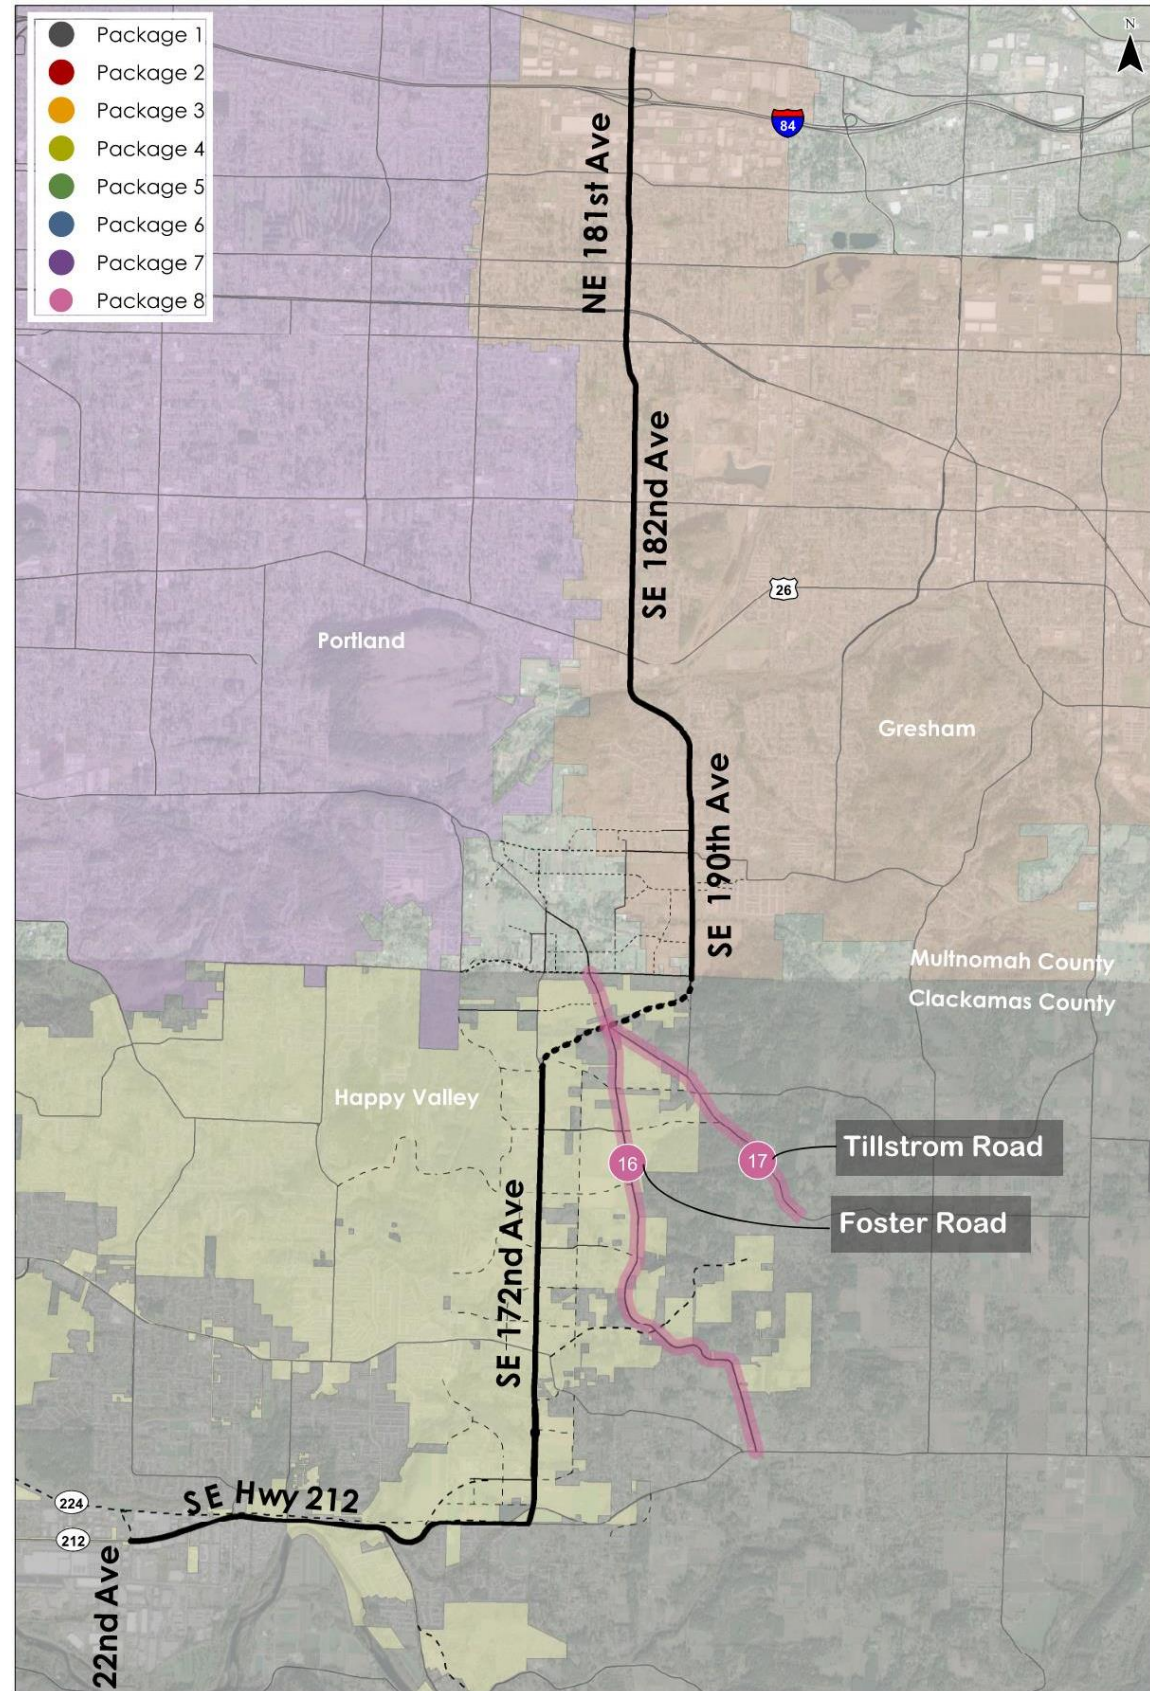 Package 1
Package 2
Package 3
Package 4
Package 5
Package 6
Package 7
Package 8
N
84
NE 181st Ave
SE 182nd Ave
26
Portland
Gresham
SE 190th Ave
Multnomah County
Clackamas County
Happy Valley
Tillstrom Road
16
17
Foster Road
SE 172nd Ave
SE Hwy 212
224
212
22nd Ave